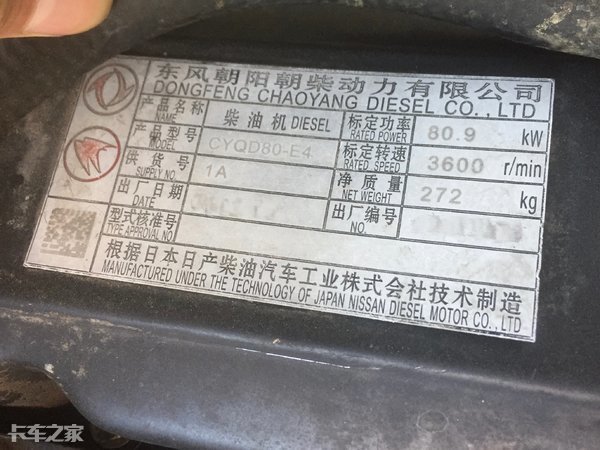 东风朝阳朝柴动力有限公司
DONGFENG CHAOYANG DIESEL CO., LTD
产品名称 NAME 柴油机 DIESEL 标定功率 RATED POWER 80.9 kW
产品型号 MODEL CYQD80-E4 标定转速 RATED SPEED 3600 r/min
供货号 SUPPLY NO. 1A 净质量 NET WEIGHT 272 kg
出厂日期 DATE 出厂编号 NO.
型式核准号 TYPE APPROVAL NO
根据日本日产柴油汽车工业株式会社技术制造
MANUFACTURED UNDER THE TECHNOLOGY OF JAPAN NISSAN DIESEL MOTOR CO., LTD
卡车之家